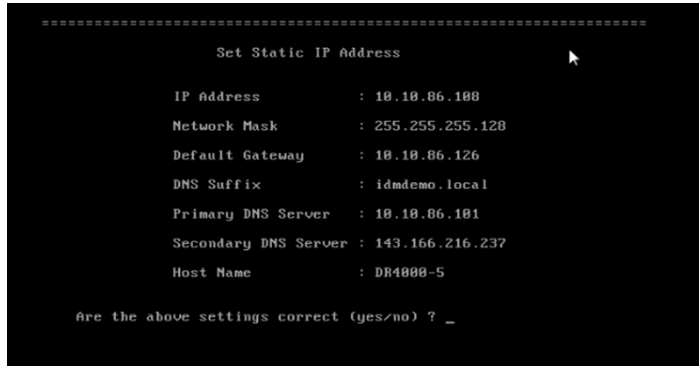 ======================================================================
Set Static IP Address
IP Address : 10.10.86.108
Network Mask : 255.255.255.128
Default Gateway : 10.10.86.126
DNS Suffix : idmdemo.local
Primary DNS Server : 10.10.86.101
Secondary DNS Server : 143.166.216.237
Host Name : DR4000-5
Are the above settings correct (yes/no) ? _